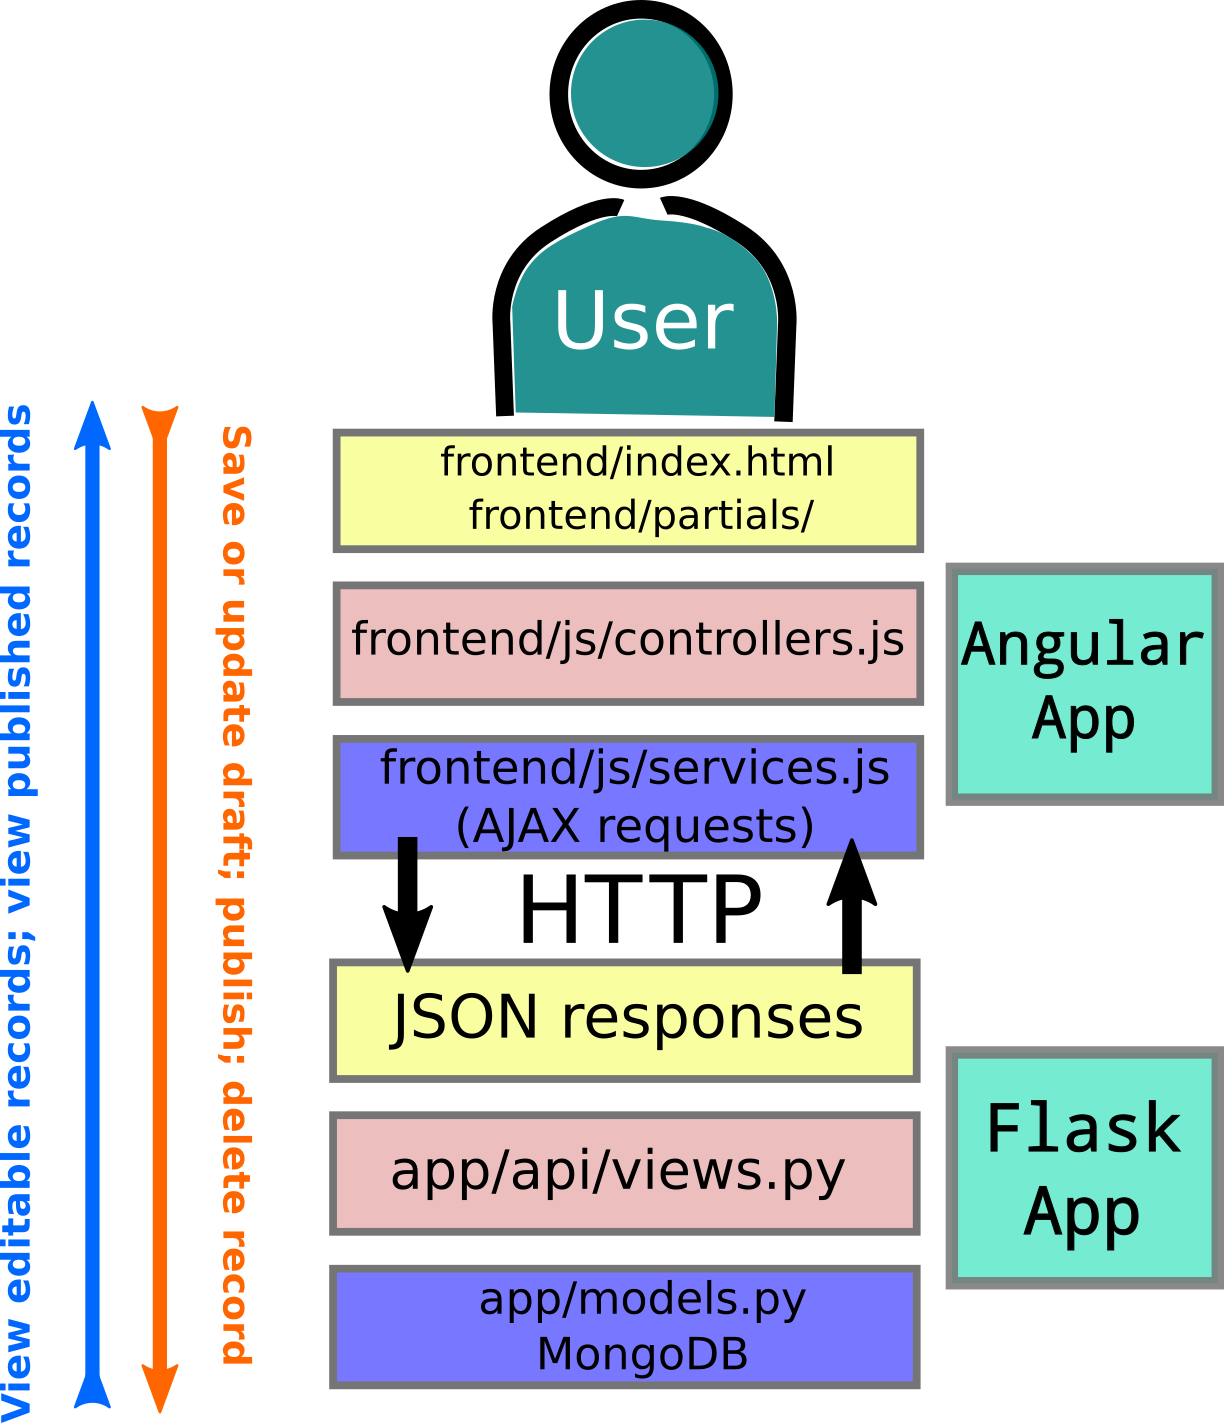 User
View editable records; view published records
Save or update draft; publish; delete record
frontend/index.html
frontend/partials/
frontend/js/controllers.js
frontend/js/services.js
(AJAX requests)
Angular
App
HTTP
JSON responses
app/api/views.py
app/models.py
MongoDB
Flask
App